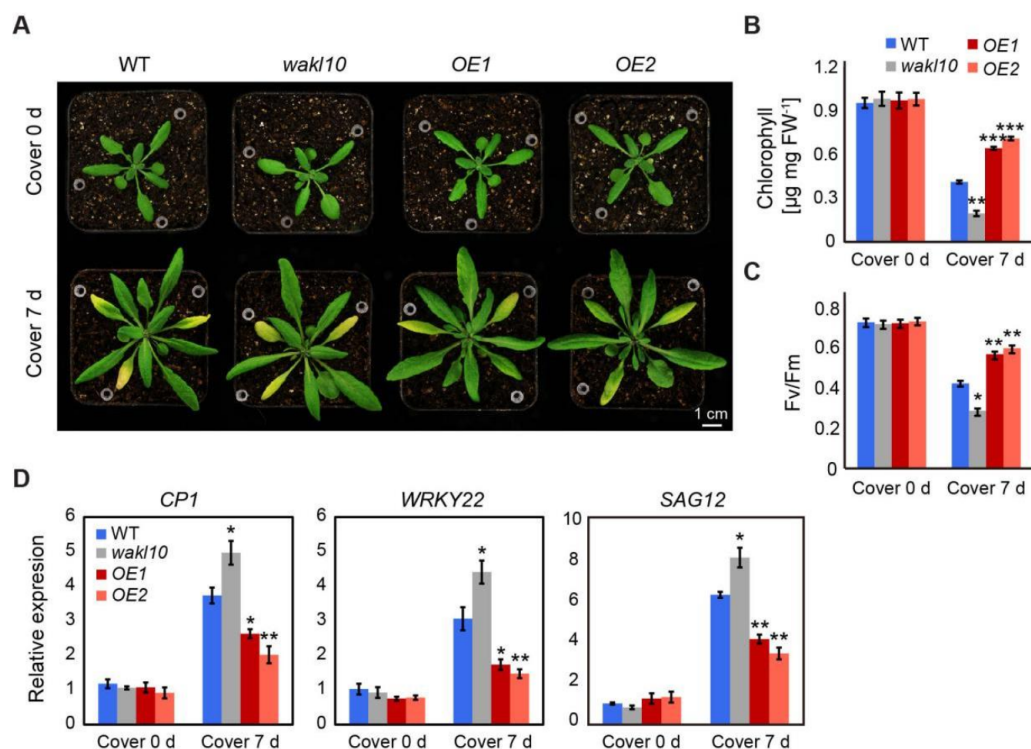 A
WT
wakl10
OE1
OE2
Cover 0 d
Cover 7 d
1 cm
B
WT
OE1
wakl10
OE2
Chlorophyll
[µg mg FW⁻¹]
1.2
0.9
0.6
0.3
0
**
***
***
Cover 0 d
Cover 7 d
C
Fv/Fm
0.8
0.6
0.4
0.2
0
*
**
**
Cover 0 d
Cover 7 d
D
Relative expresion
CP1
WT
wakl10
OE1
OE2
6
5
4
3
2
1
0
*
*
**
Cover 0 d
Cover 7 d
WRKY22
6
5
4
3
2
1
0
*
*
**
Cover 0 d
Cover 7 d
SAG12
10
8
6
4
2
0
*
**
**
Cover 0 d
Cover 7 d